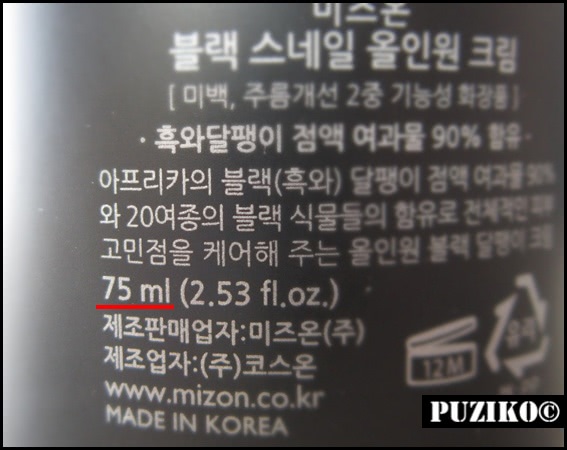 미즈온
블랙 스네일 올인원 크림
[ 미백, 주름개선 2중 기능성 화장품 ]
· 흑와달팽이 점액 여과물 90% 함유 ·
아프리카의 블랙(흑와) 달팽이 점액 여과물 90%
와 20여종의 블랙 식물들의 함유로 전체적인 피부
고민점을 케어해 주는 올인원 블랙 달팽이 크림
75 ml (2.53 fl.oz.)
제조판매업자:미즈온(주)
제조업자:(주)코스온
www.mizon.co.kr
MADE IN KOREA
12M
유리
PUZIKO©